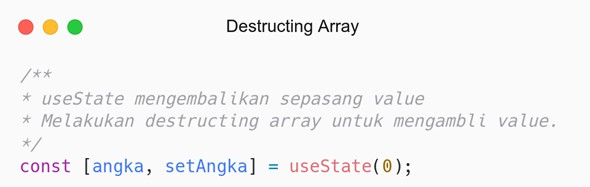 Destructing Array
/**
* useState mengembalikan sepasang value
* Melakukan destructing array untuk mengambli value.
*/
const [angka, setAngka] = useState(0);